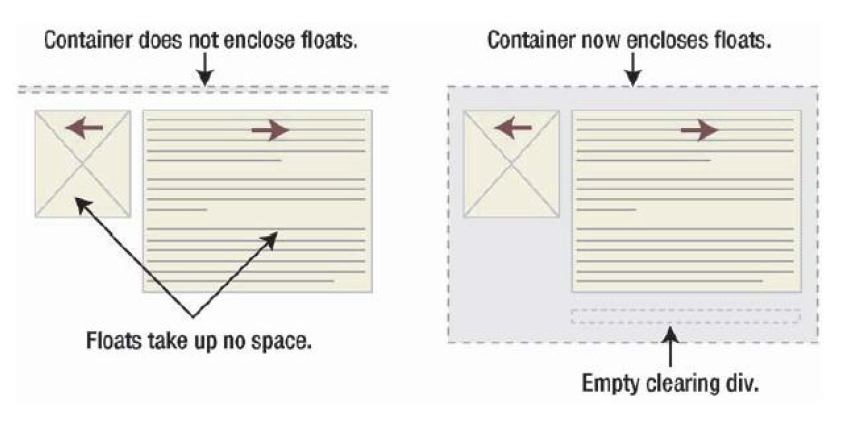 Container does not enclose floats.
Container now encloses floats.
Floats take up no space.
Empty clearing div.